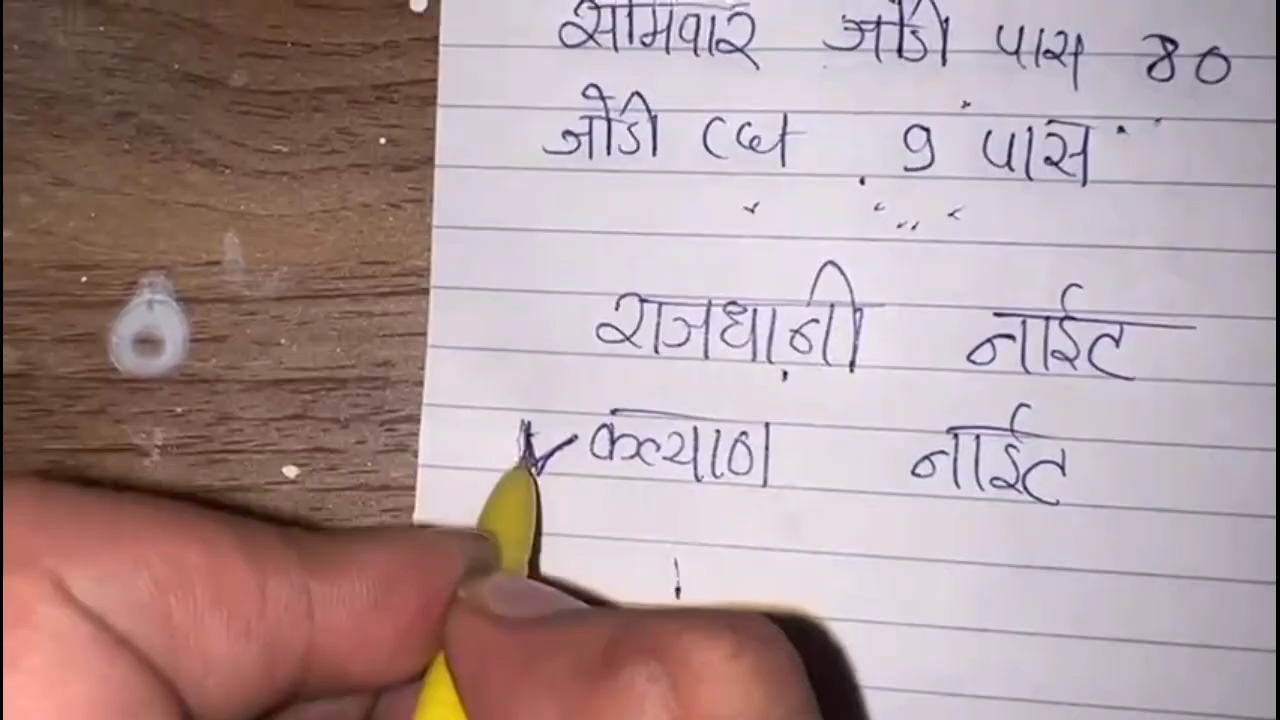 सोमवार जोडी पास 80
जोडी 9 पास
राजधानी नाईट
कल्याण नाईट